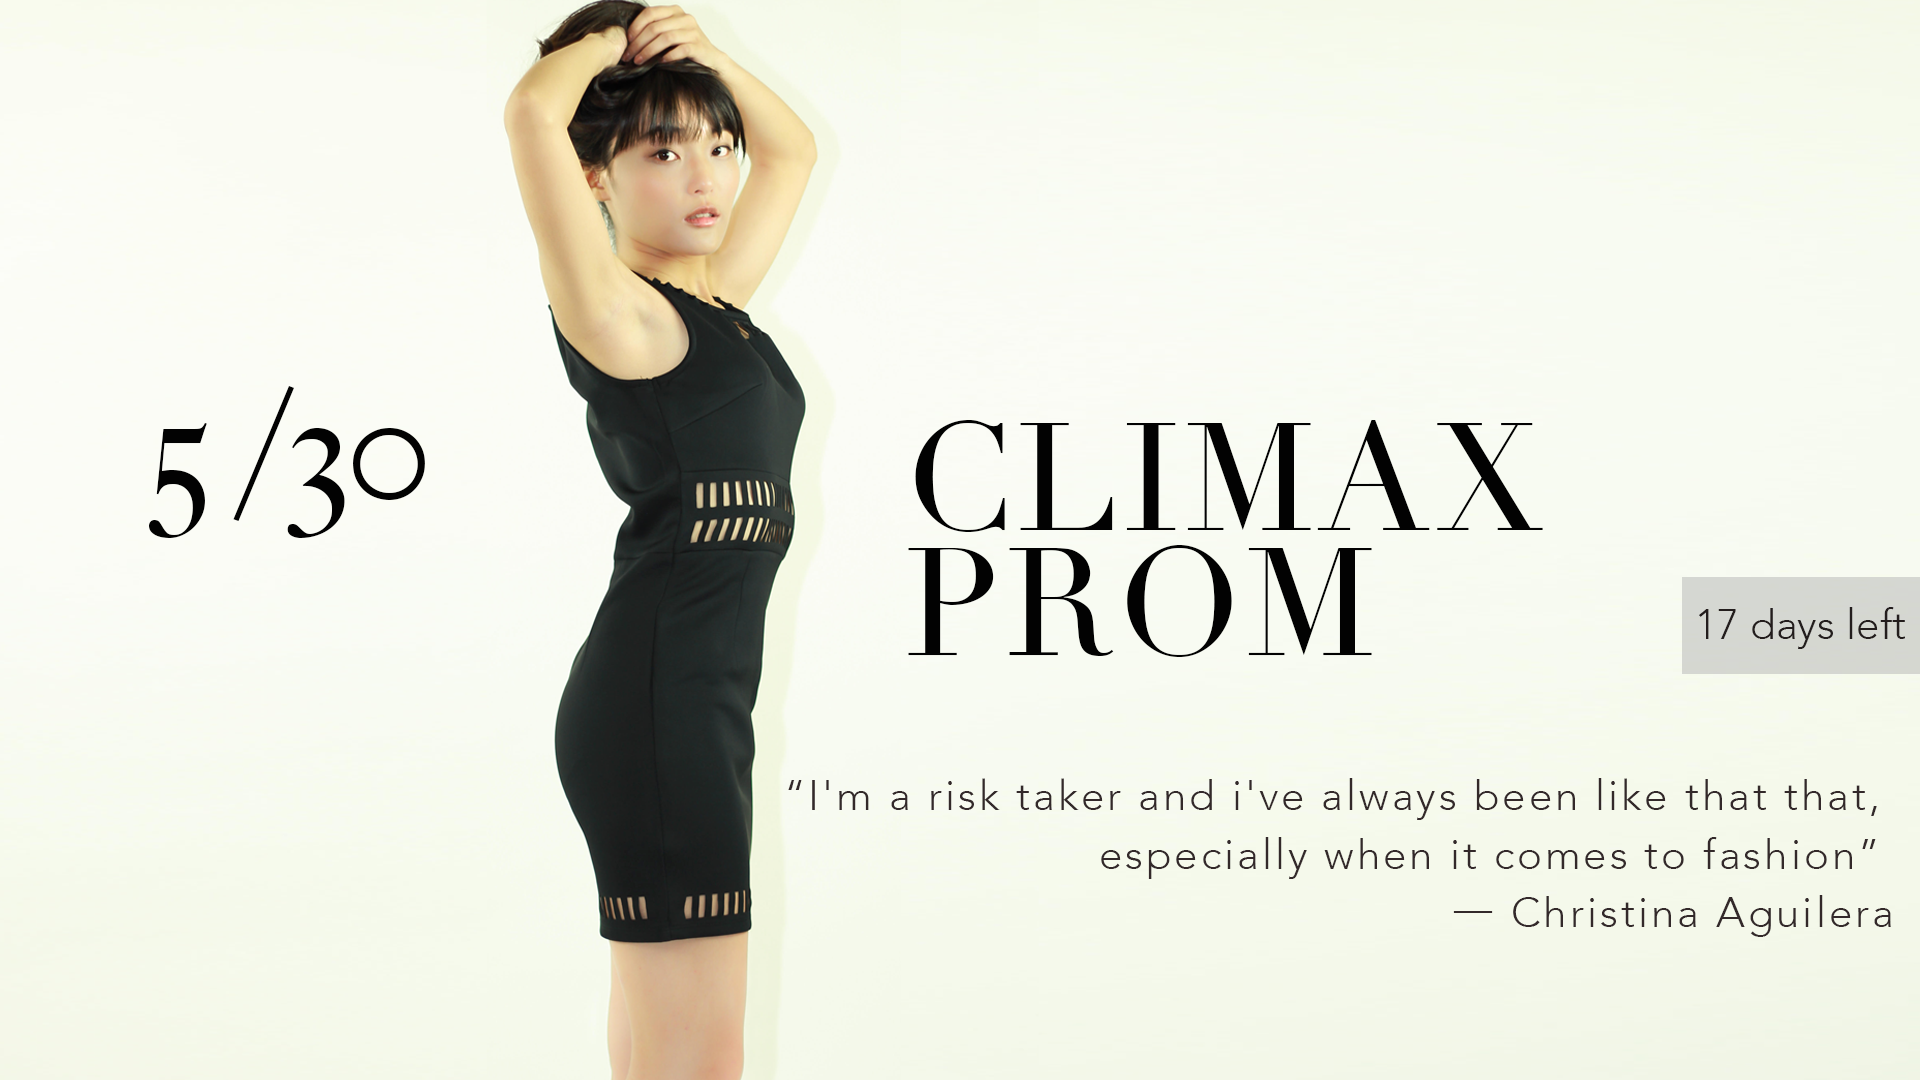 5/30
CLIMAX
PROM
17 days left
“I'm a risk taker and i've always been like that that,
especially when it comes to fashion”
— Christina Aguilera